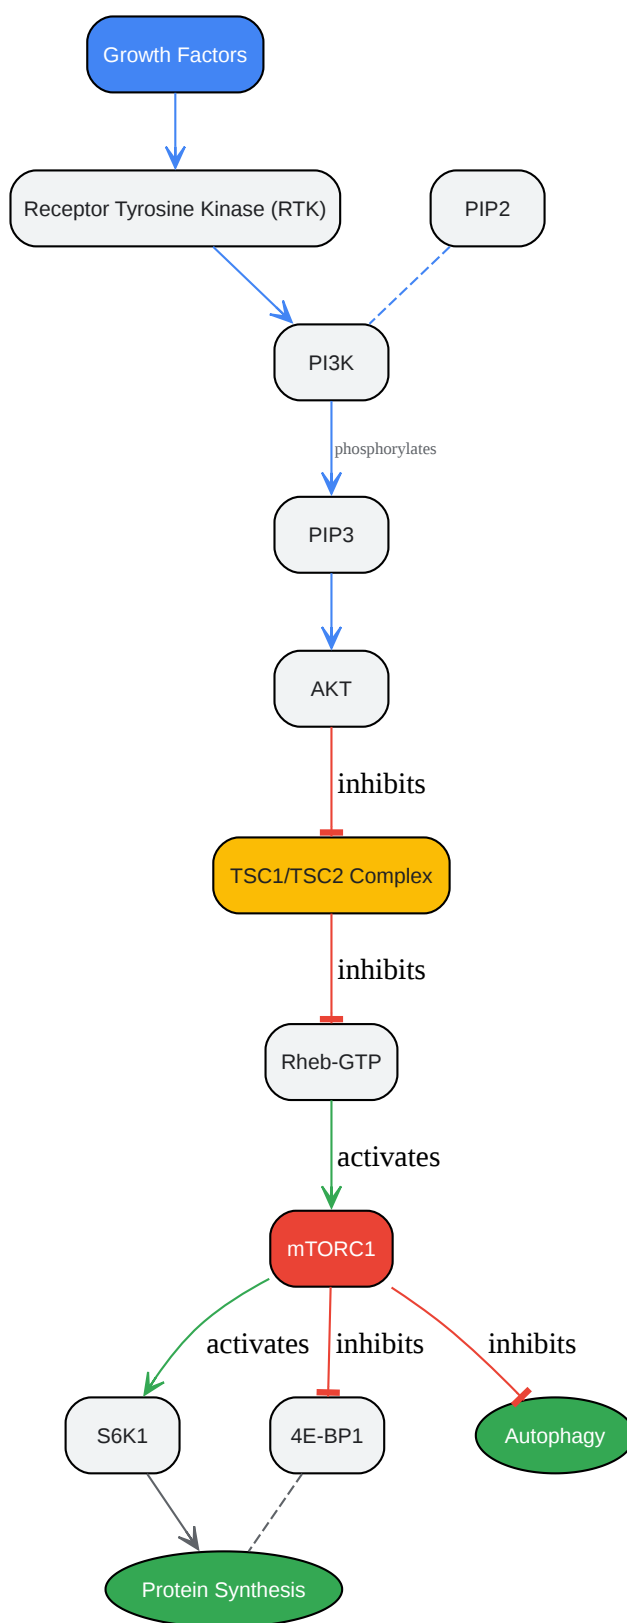 Growth Factors
Receptor Tyrosine Kinase (RTK)
PIP2
PI3K
phosphorylates
PIP3
AKT
inhibits
TSC1/TSC2 Complex
inhibits
Rheb-GTP
activates
mTORC1
activates
inhibits
inhibits
S6K1
4E-BP1
Autophagy
Protein Synthesis